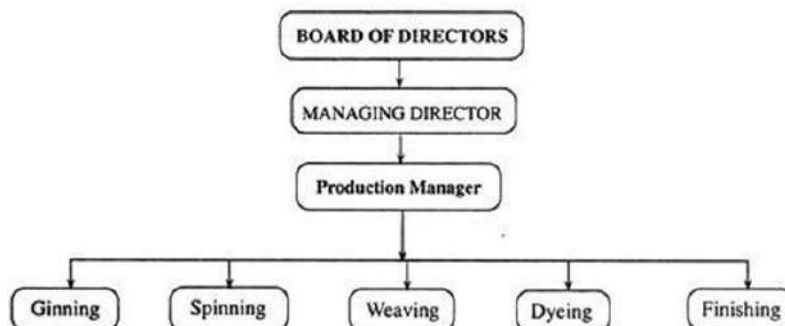 BOARD OF DIRECTORS
MANAGING DIRECTOR
Production Manager
Ginning
Spinning
Weaving
Dyeing
Finishing